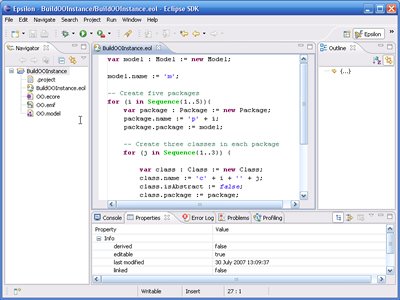 Epsilon - BuildOOInstance/BuildOOInstance.eol - Eclipse SDK
File Edit Navigate Search Project Run Window Help
Epsilon
Navigator
BuildOOInstance.eol
Outline
BuildOOInstance
.project
BuildOOInstance.eol
OO.ecore
OO.emf
OO.model
{...}
var model : Model := new Model;
model.name := 'm';
-- Create five packages
for (i in Sequence{1..5}){
var package : Package := new Package;
package.name := 'p' + i;
package.package := model;
-- Create three classes in each package
for (j in Sequence{1..3}) {
var class : Class := new Class;
class.name := 'c' + i + '' + j;
class.isAbstract := false;
class.package := package;
Console Properties Error Log Problems Profiling
Property Value
Info
derived false
editable true
last modified 30 July 2007 13:09:37
linked false
Writable Insert 27 : 1